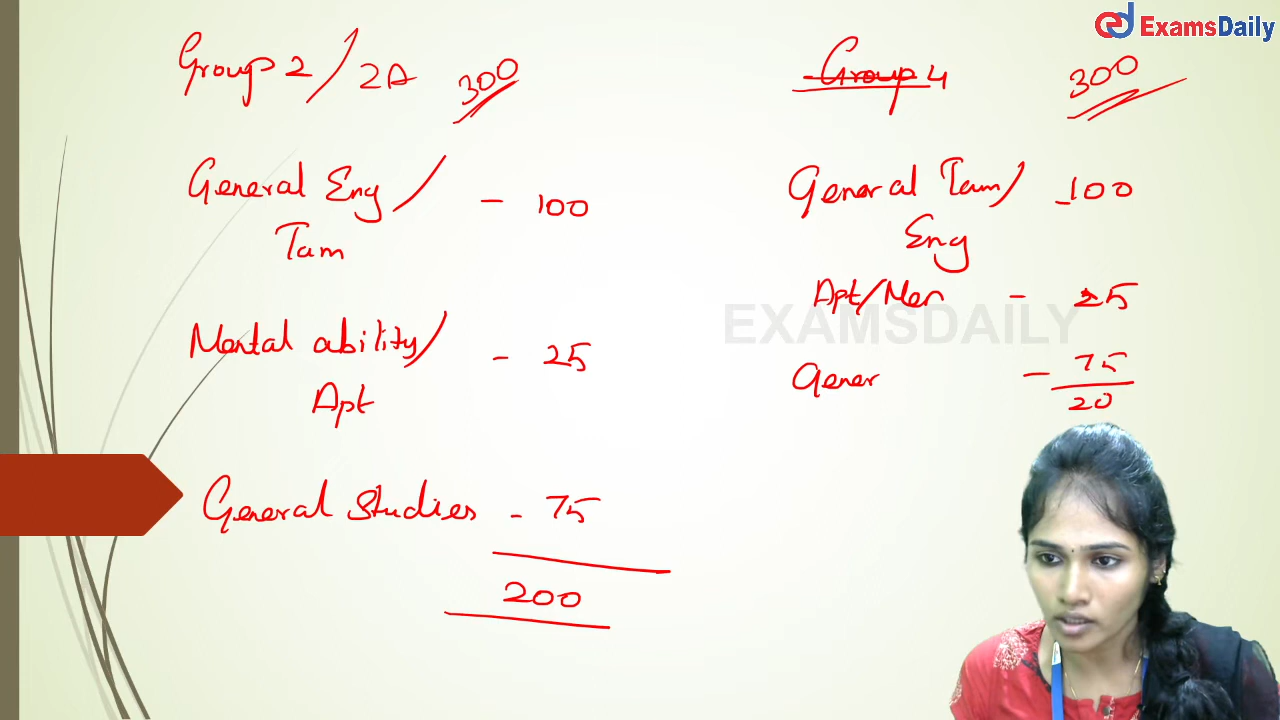 ExamsDaily
Group 2 / 2A 300
General Eng / - 100
Tam
Mental ability / - 25
Apt
General Studies - 75
200
Group 4 300
General Tam / - 100
Eng
Apt/Men - 25
Gener - 75
20
EXAMSDAILY